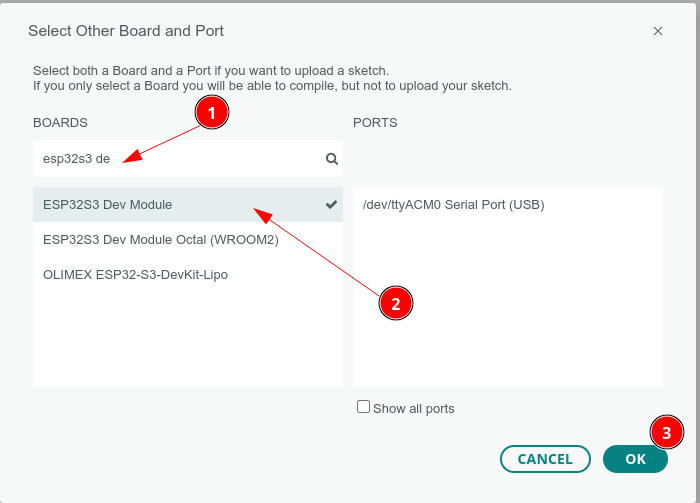 Select Other Board and Port
Select both a Board and a Port if you want to upload a sketch.
If you only select a Board you will be able to compile, but not to upload your sketch.
1
BOARDS
PORTS
esp32s3 de
ESP32S3 Dev Module
/dev/ttyACM0 Serial Port (USB)
ESP32S3 Dev Module Octal (WROOM2)
OLIMEX ESP32-S3-DevKit-Lipo
2
Show all ports
3
CANCEL
OK